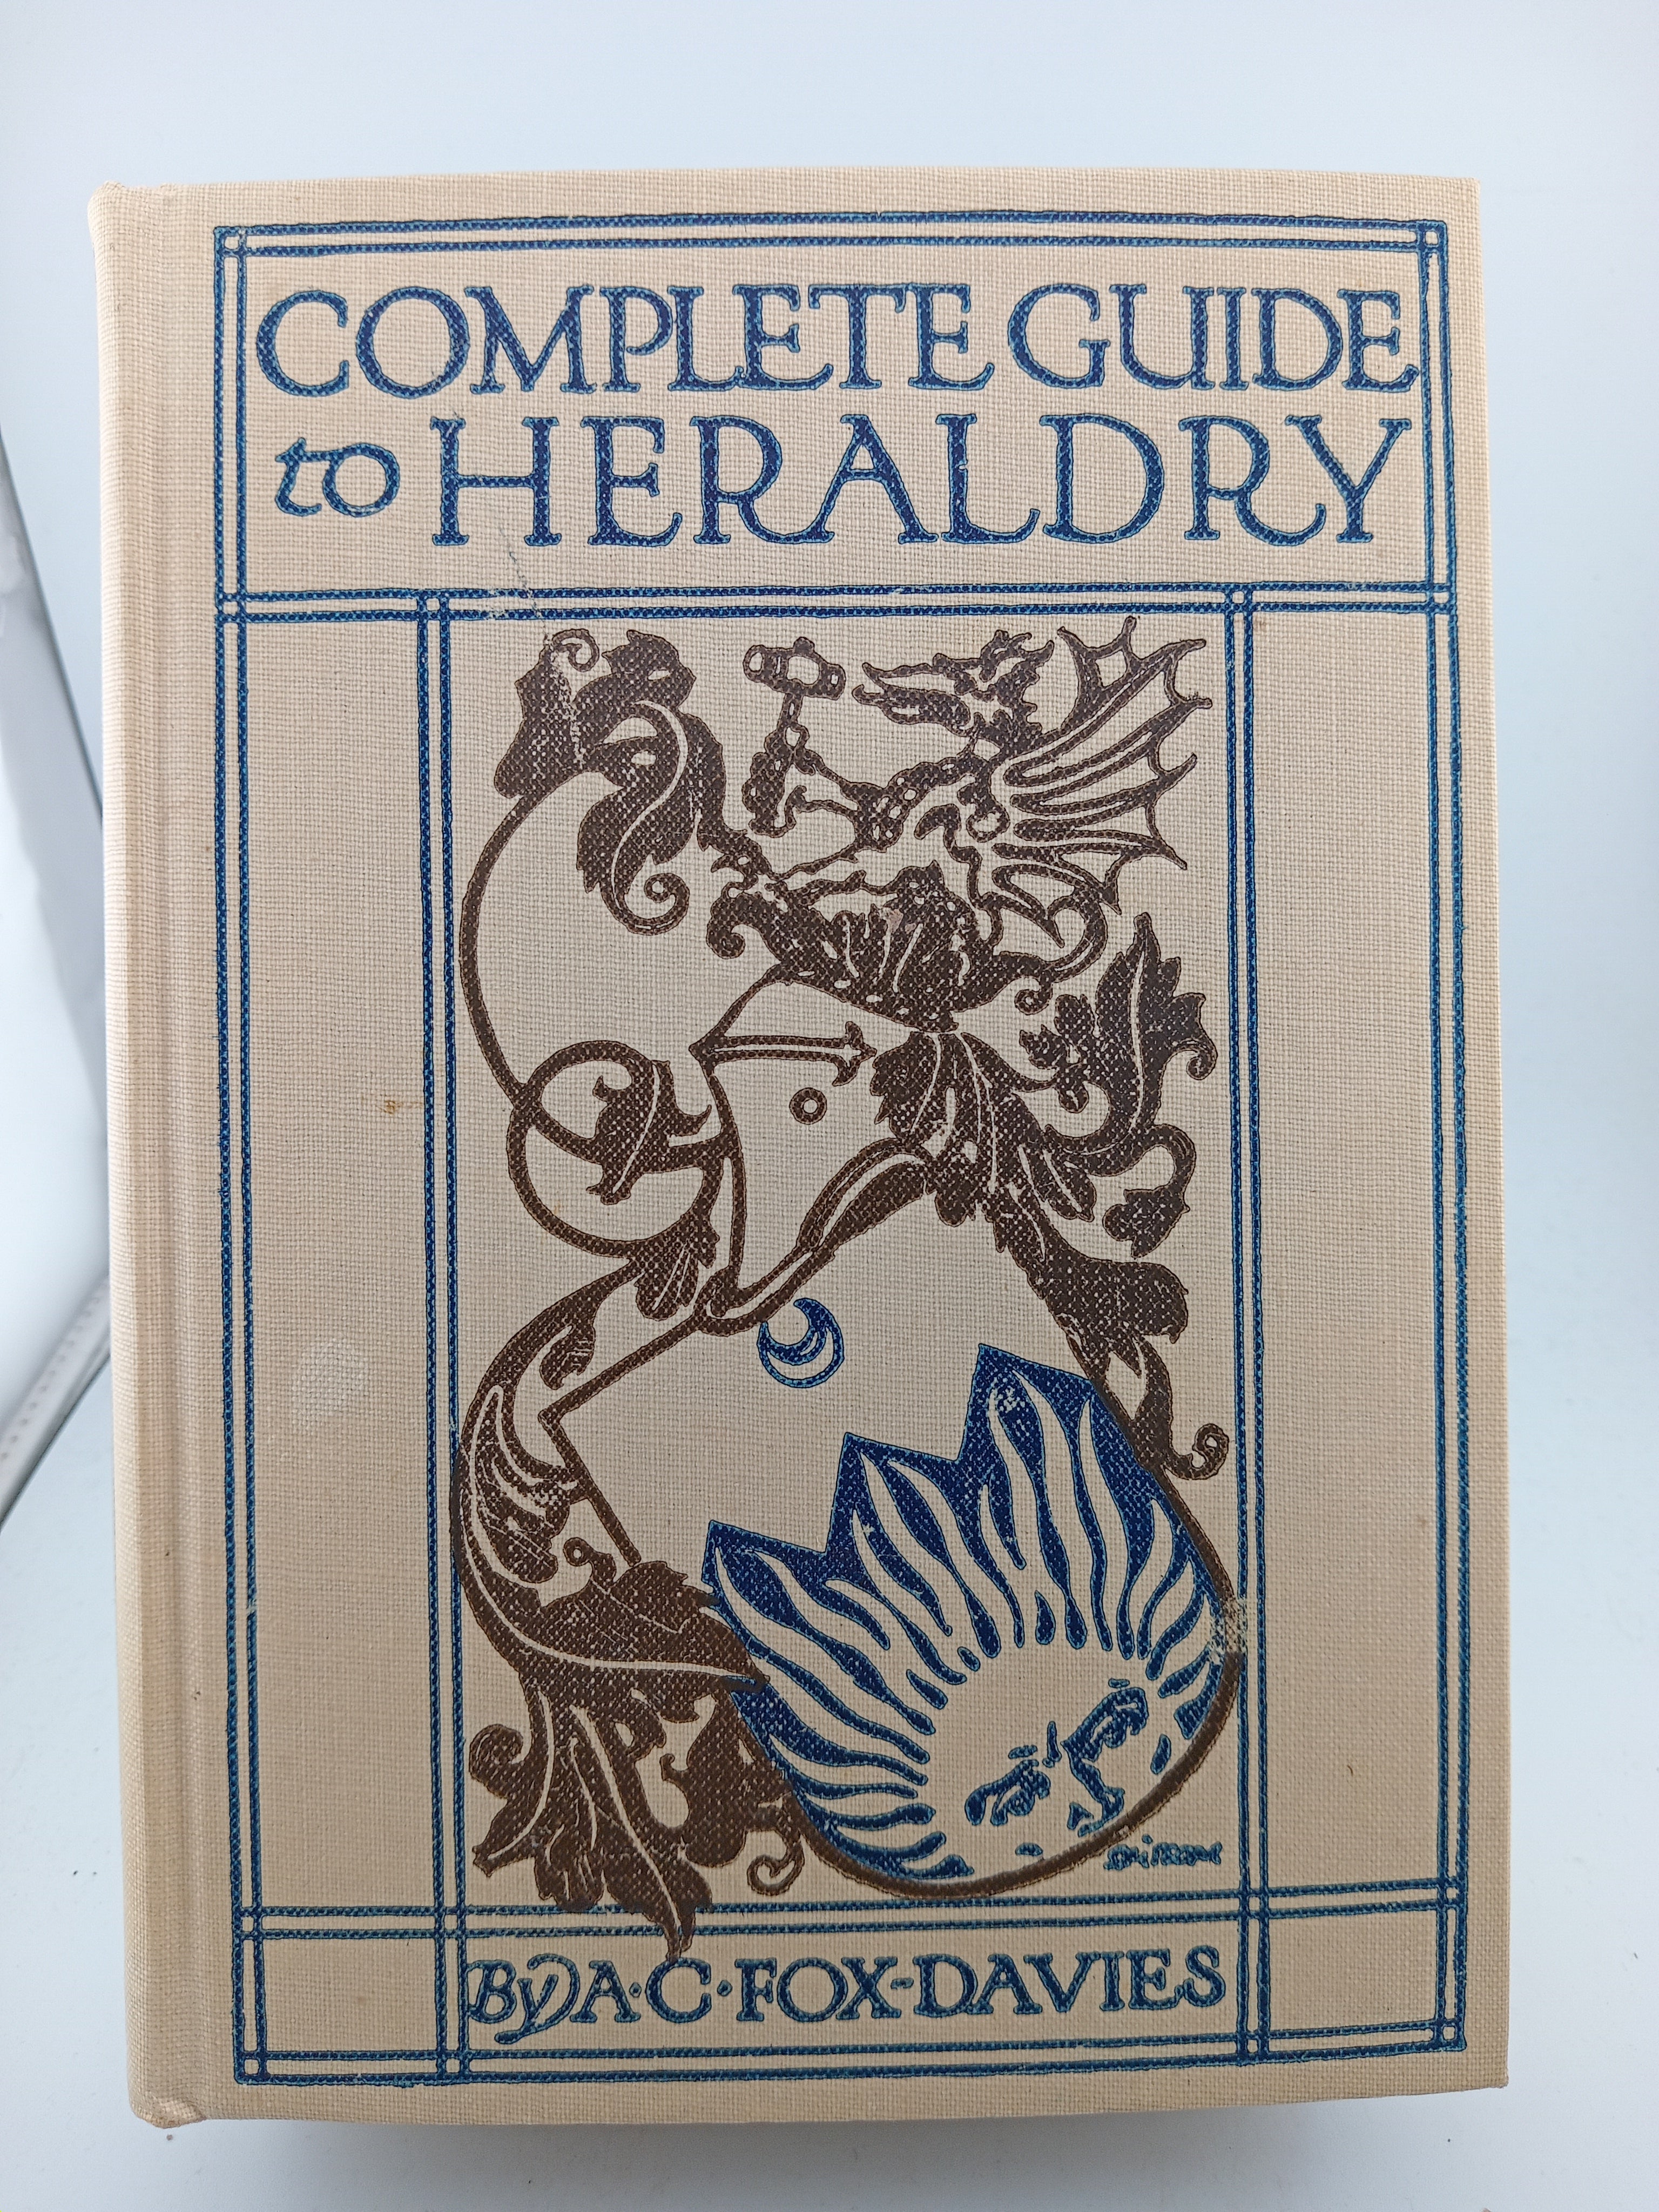 COMPLETE GUIDE
to HERALDRY
By A·C·FOX-DAVIES